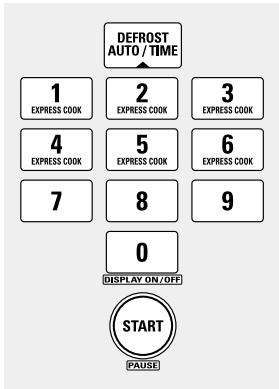 DEFROST
AUTO/TIME
1 2 3
EXPRESS COOK EXPRESS COOK EXPRESS COOK
4 5 6
EXPRESS COOK EXPRESS COOK EXPRESS COOK
7 8 9
0
DISPLAY ON/OFF
START
PAUSE